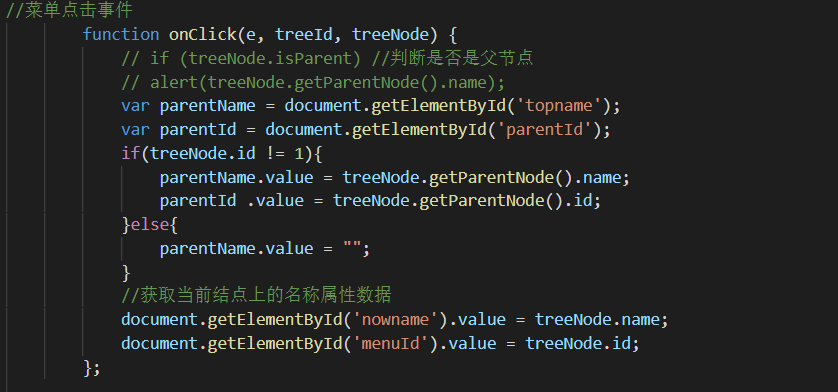 //菜单点击事件
function onClick(e, treeId, treeNode) {
// if (treeNode.isParent) //判断是否是父节点
// alert(treeNode.getParentNode().name);
var parentName = document.getElementById('topname');
var parentId = document.getElementById('parentId');
if(treeNode.id != 1){
parentName.value = treeNode.getParentNode().name;
parentId .value = treeNode.getParentNode().id;
}else{
parentName.value = "";
}
//获取当前结点上的名称属性数据
document.getElementById('nowname').value = treeNode.name;
document.getElementById('menuId').value = treeNode.id;
};